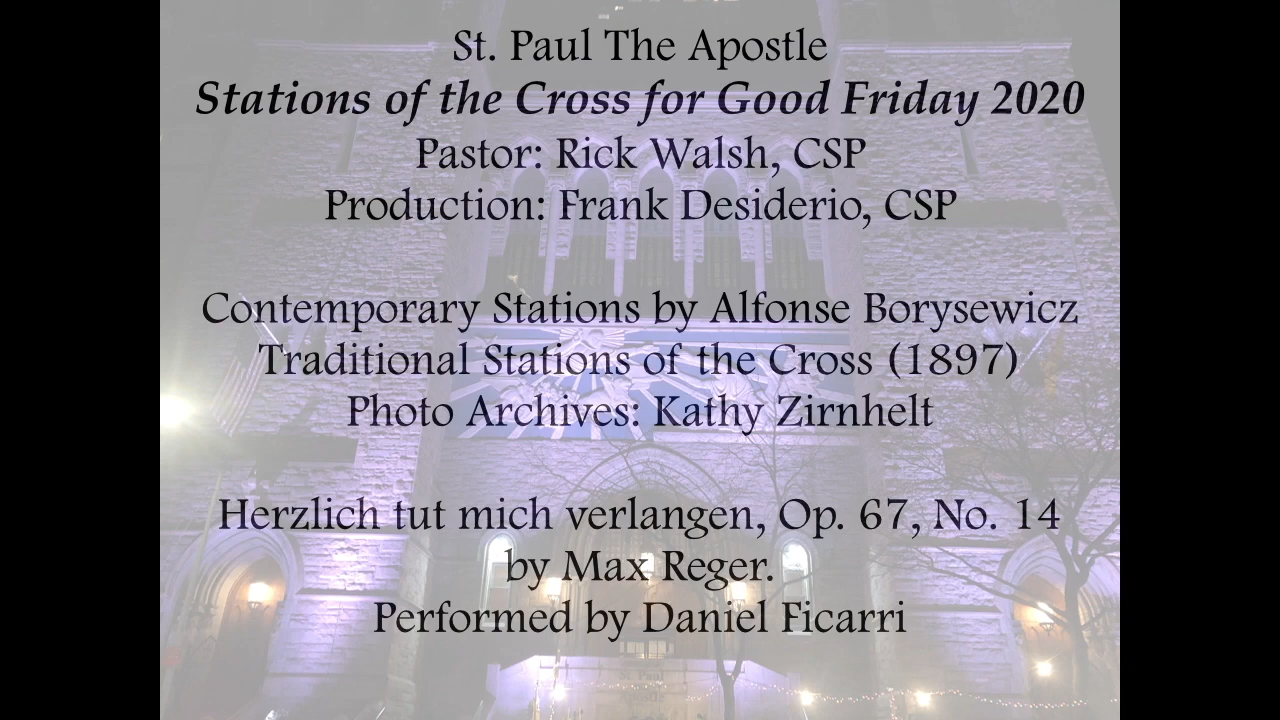 St. Paul The Apostle
Stations of the Cross for Good Friday 2020
Pastor: Rick Walsh, CSP
Production: Frank Desiderio, CSP
Contemporary Stations by Alfonse Borysewicz
Traditional Stations of the Cross (1897)
Photo Archives: Kathy Zirnhelt
Herzlich tut mich verlangen, Op. 67, No. 14
by Max Reger.
Performed by Daniel Ficarri
St. Paul